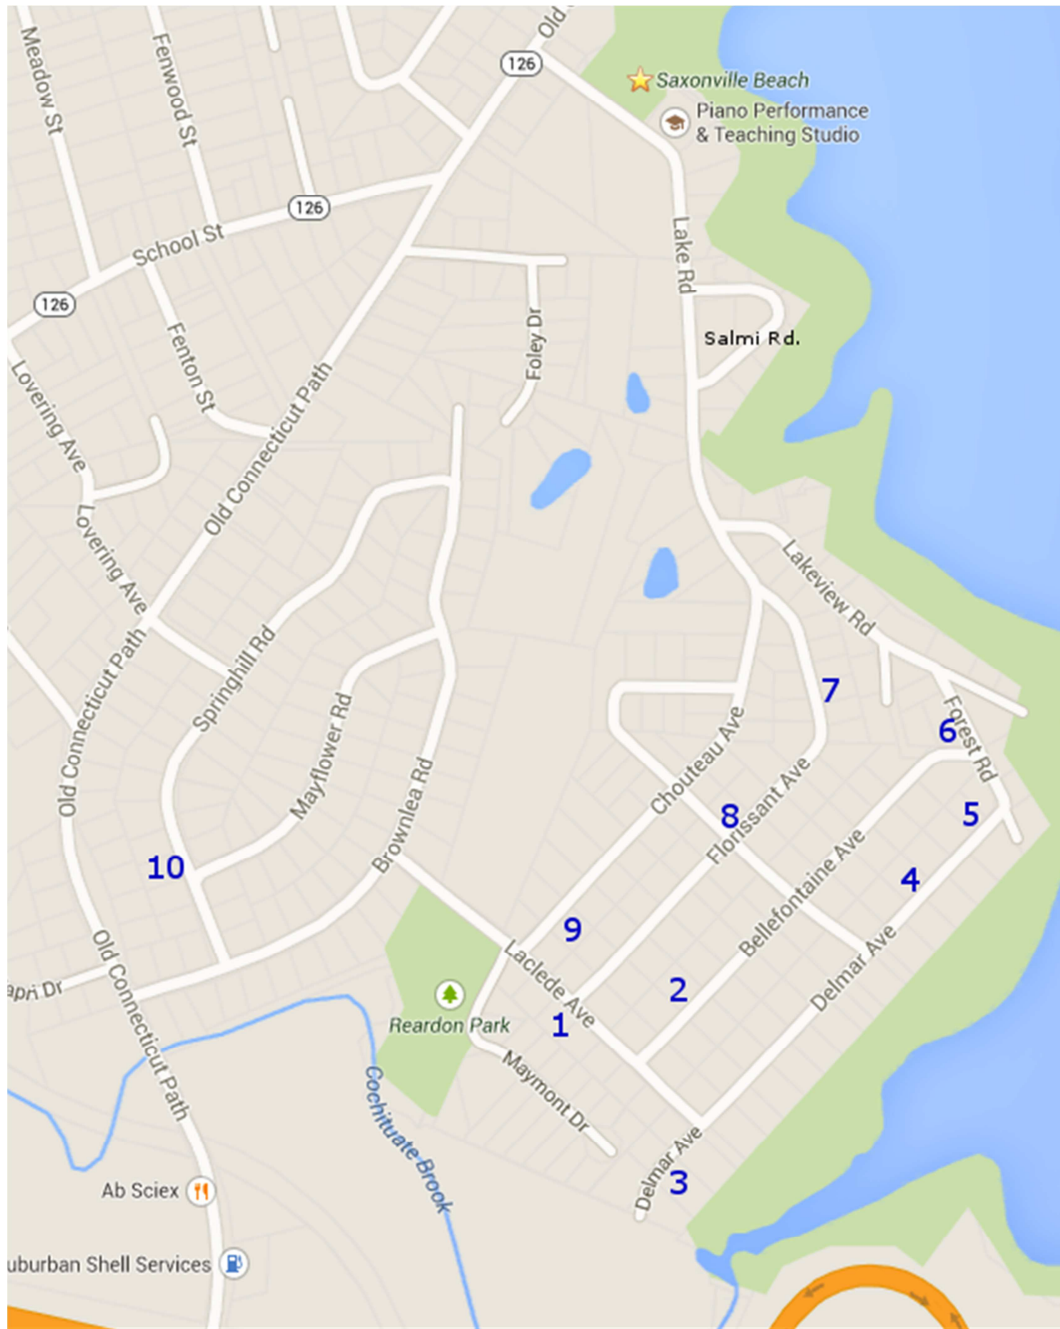 Old
126
Saxonville Beach
Piano Performance
& Teaching Studio
Meadow St
Fenwood St
126
School St
Lake Rd
126
Foley Dr
Salmi Rd.
Fenton St
Lovering Ave
Old Connecticut Path
Lovering Ave
Lakeview Rd
Springhill Rd
Old Connecticut Path
Mayflower Rd
7
Forest Rd
6
Chouteau Ave
Brownlea Rd
8
Florissant Ave
5
10
4
Bellefontaine Ave
9
Laclede Ave
Delmar Ave
2
apri Dr
Old Connecticut Path
Reardon Park
1
Maymont Dr
Cochituate Brook
Delmar Ave
3
Ab Sciex
uburban Shell Services